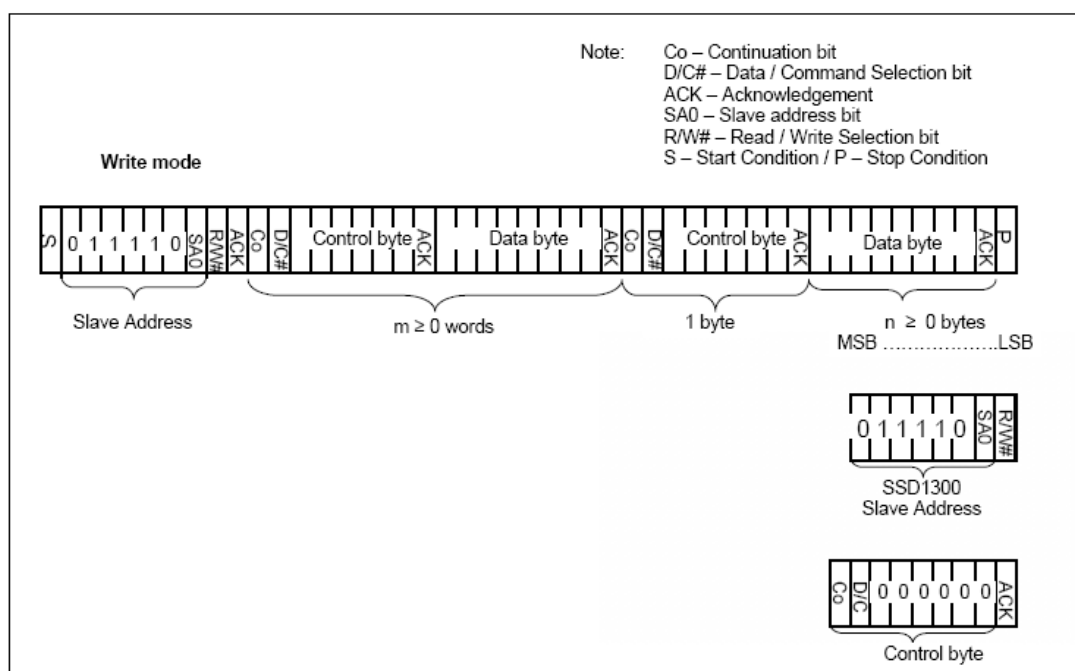 Note: Co – Continuation bit
D/C# – Data / Command Selection bit
ACK – Acknowledgement
SA0 – Slave address bit
R/W# – Read / Write Selection bit
S – Start Condition / P – Stop Condition
Write mode
S 0 1 1 1 1 0 SA0 R/W# ACK Co D/C# Control byte ACK Data byte ACK Co D/C# Control byte ACK Data byte ACK P
Slave Address m ≥ 0 words 1 byte n ≥ 0 bytes
MSB ....................LSB
0 1 1 1 1 0 SA0 R/W#
SSD1300
Slave Address
Co D/C 0 0 0 0 0 0 ACK
Control byte